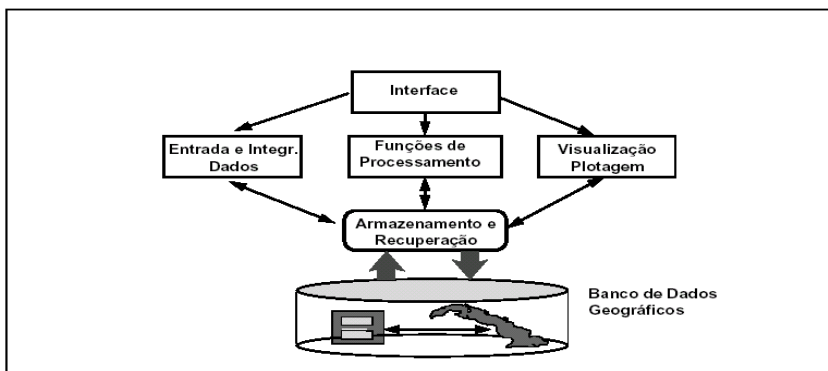 Interface
Entrada e Integr.
Dados
Funções de
Processamento
Visualização
Plotagem
Armazenamento e
Recuperação
Banco de Dados
Geográficos